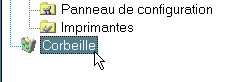 Panneau de configuration
Imprimantes
Corbeille